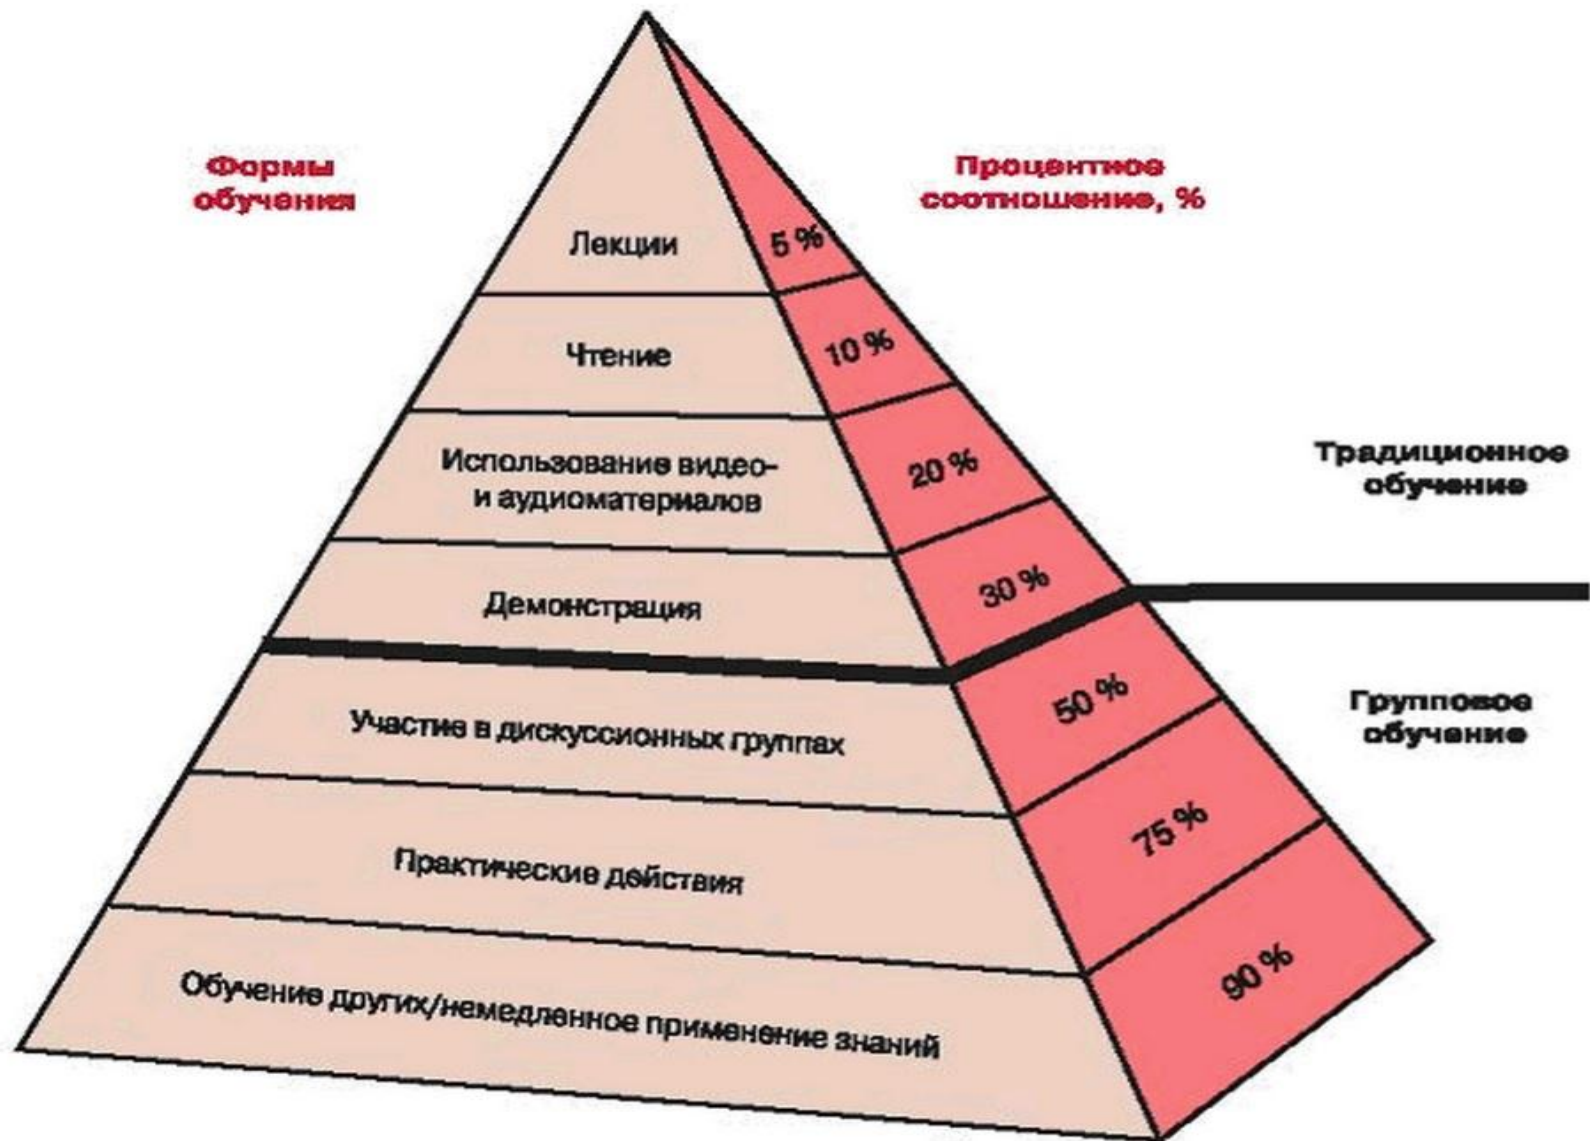 Формы
обучения
Процентное
соотношение, %
Лекции
5 %
Чтение
10 %
Использование видео-
и аудиоматериалов
20 %
Традиционное
обучение
Демонстрация
30 %
Участие в дискуссионных группах
50 %
Групповое
обучение
Практические действия
75 %
Обучение других/немедленное применение знаний
90 %